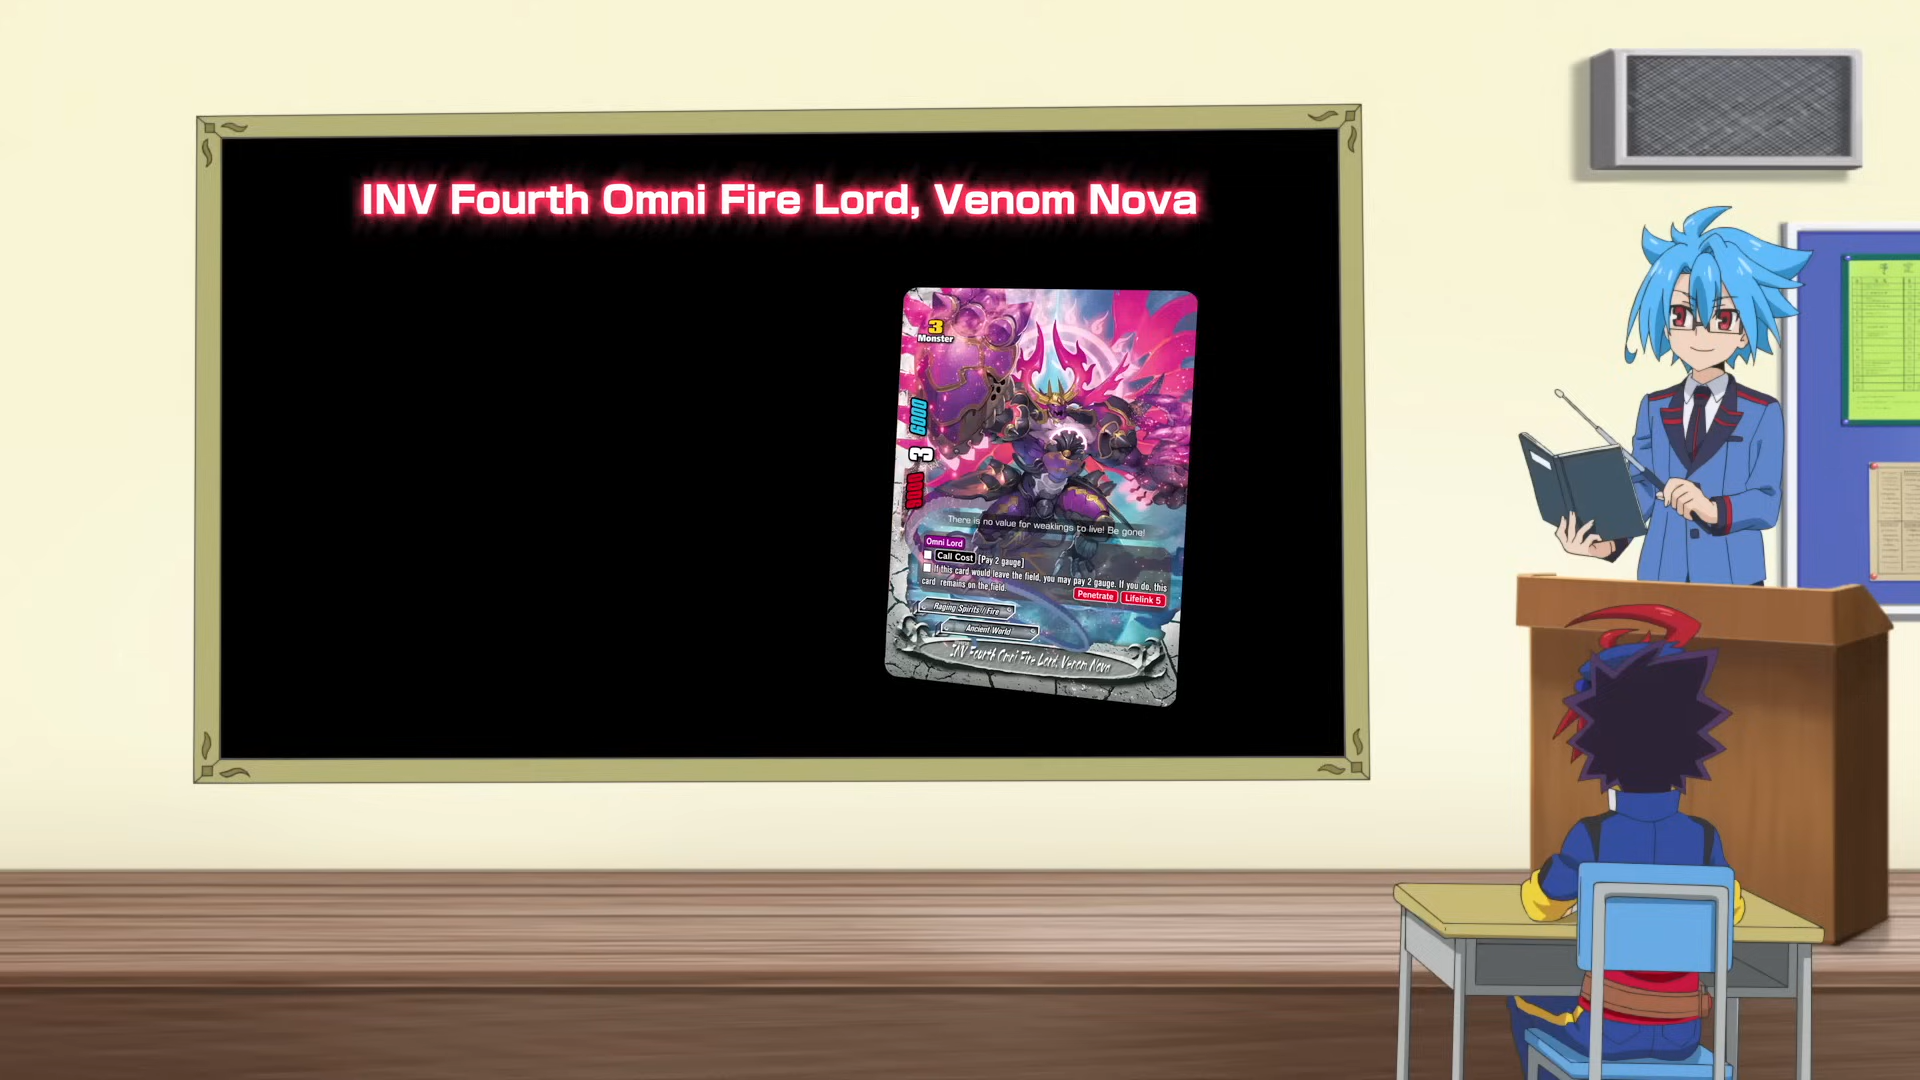 INV Fourth Omni Fire Lord, Venom Nova
3
Monster
6000
3
There is no value for weaklings to live! Be gone!
Omni Lord
Call Cost [Pay 2 gauge]
If this card would leave the field, you may pay 2 gauge. If you do, this
card remains on the field.
Penetrate Lifelink 5
Raging Spirits / Fire
Ancient World
INV Fourth Omni Fire Lord, Venom Nova